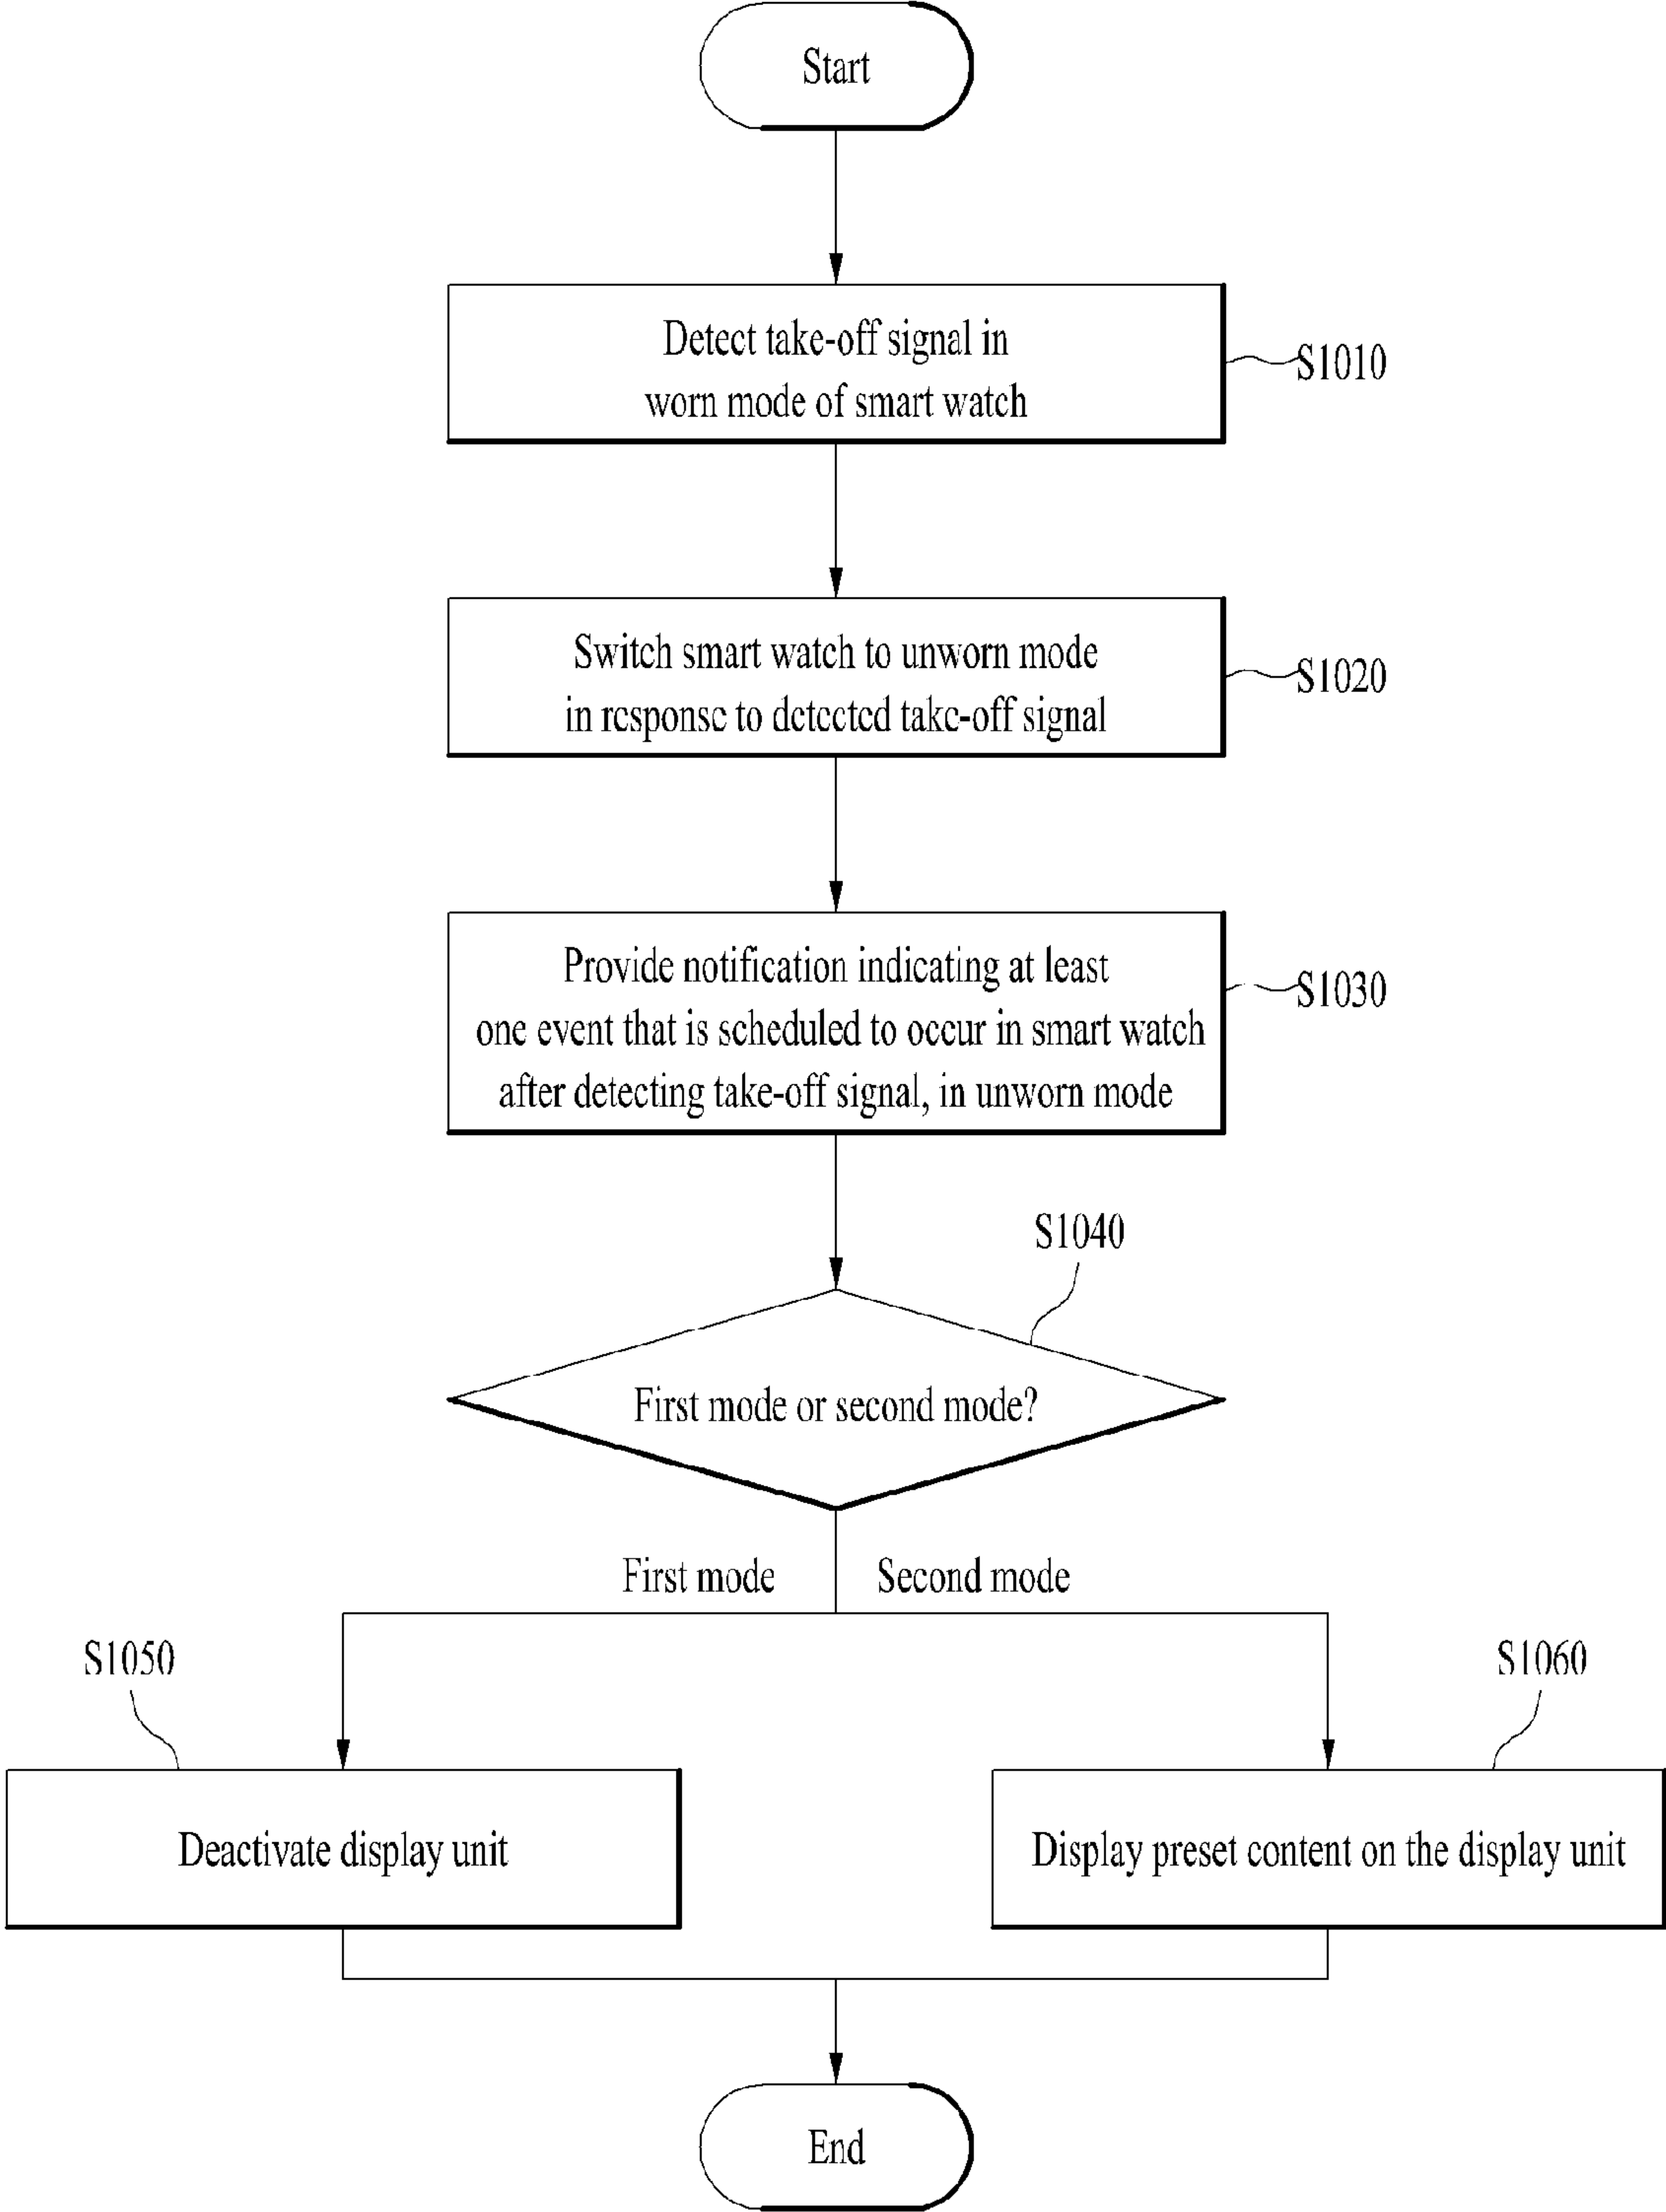 Start
Detect take-off signal in
worn mode of smart watch
S1010
Switch smart watch to unworn mode
in response to detected take-off signal
S1020
Provide notification indicating at least
one event that is scheduled to occur in smart watch
after detecting take-off signal, in unworn mode
S1030
S1040
First mode or second mode?
First mode
Second mode
S1050
S1060
Deactivate display unit
Display preset content on the display unit
End